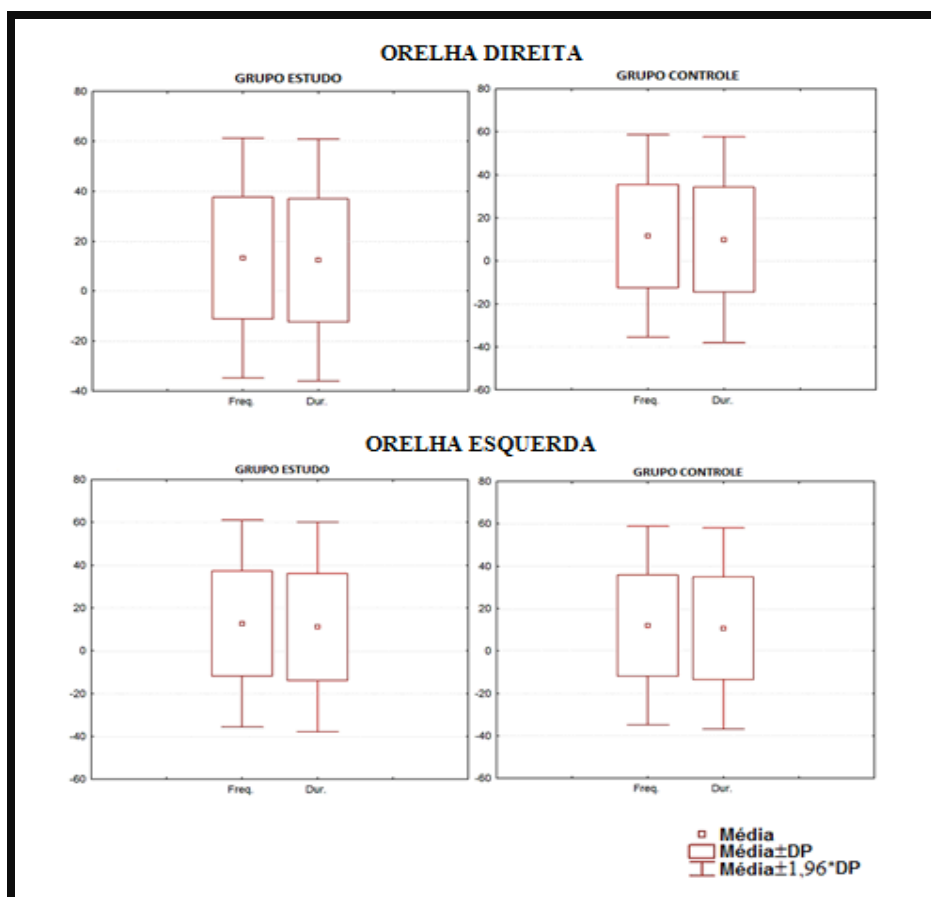 ORELHA DIREITA
GRUPO ESTUDO
80
60
40
20
0
-20
-40
Freq. Dur.
GRUPO CONTROLE
80
60
40
20
0
-20
-40
-60
Freq. Dur.
ORELHA ESQUERDA
GRUPO ESTUDO
80
60
40
20
0
-20
-40
-60
Freq. Dur.
GRUPO CONTROLE
80
60
40
20
0
-20
-40
-60
Freq. Dur.
Média
Média±DP
Média±1,96*DP